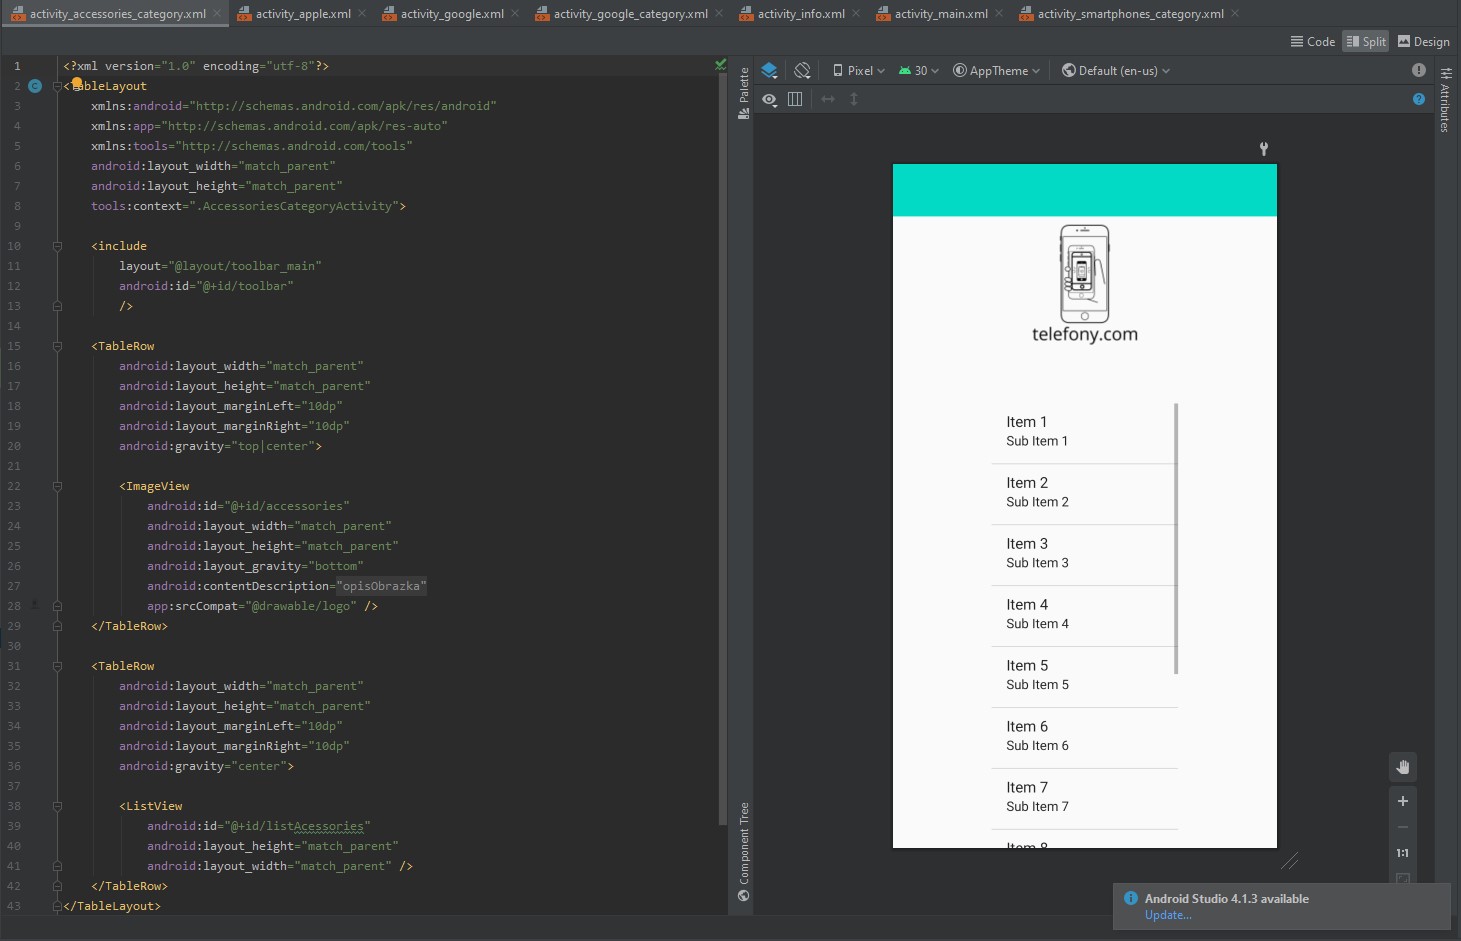 activity_accessories_category.xml activity_apple.xml activity_google.xml activity_google_category.xml activity_info.xml activity_main.xml activity_smartphones_category.xml
Code Split Design
1 <?xml version="1.0" encoding="utf-8"?>
2 <TableLayout
3 xmlns:android="http://schemas.android.com/apk/res/android"
4 xmlns:app="http://schemas.android.com/apk/res-auto"
5 xmlns:tools="http://schemas.android.com/tools"
6 android:layout_width="match_parent"
7 android:layout_height="match_parent"
8 tools:context=".AccessoriesCategoryActivity">
9
10 <include
11 layout="@layout/toolbar_main"
12 android:id="@+id/toolbar"
13 />
14
15 <TableRow
16 android:layout_width="match_parent"
17 android:layout_height="match_parent"
18 android:layout_marginLeft="10dp"
19 android:layout_marginRight="10dp"
20 android:gravity="top|center">
21
22 <ImageView
23 android:id="@+id/accessories"
24 android:layout_width="match_parent"
25 android:layout_height="match_parent"
26 android:layout_gravity="bottom"
27 android:contentDescription="opisObrazka"
28 app:srcCompat="@drawable/logo" />
29 </TableRow>
30
31 <TableRow
32 android:layout_width="match_parent"
33 android:layout_height="match_parent"
34 android:layout_marginLeft="10dp"
35 android:layout_marginRight="10dp"
36 android:gravity="center">
37
38 <ListView
39 android:id="@+id/listAcessories"
40 android:layout_height="match_parent"
41 android:layout_width="match_parent" />
42 </TableRow>
43 </TableLayout>
Palette
Component Tree
Pixel 30 AppTheme Default (en-us)
Attributes
telefony.com
Item 1
Sub Item 1
Item 2
Sub Item 2
Item 3
Sub Item 3
Item 4
Sub Item 4
Item 5
Sub Item 5
Item 6
Sub Item 6
Item 7
Sub Item 7
Item 8
1:1
Android Studio 4.1.3 available
Update...